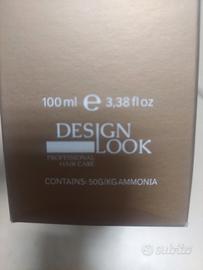 100 ml e 3,38 fl oz
DESIGN
LOOK
PROFESSIONAL
HAIR CARE
CONTAINS: 50G/KG AMMONIA
subito